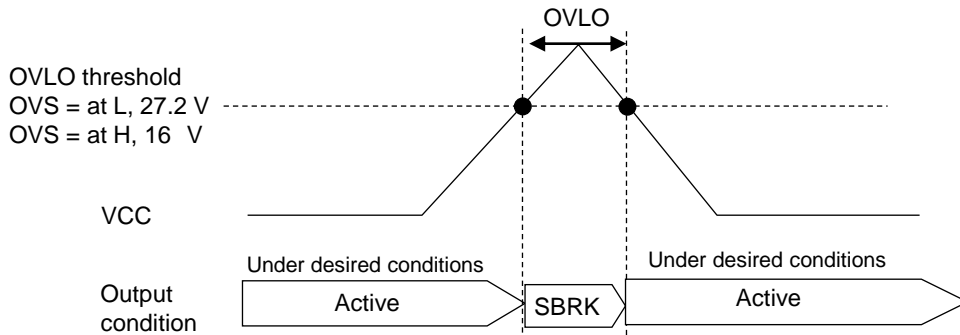 OVLO
OVLO threshold
OVS = at L, 27.2 V
OVS = at H, 16 V
VCC
Under desired conditions
Under desired conditions
Output
condition
Active
SBRK
Active